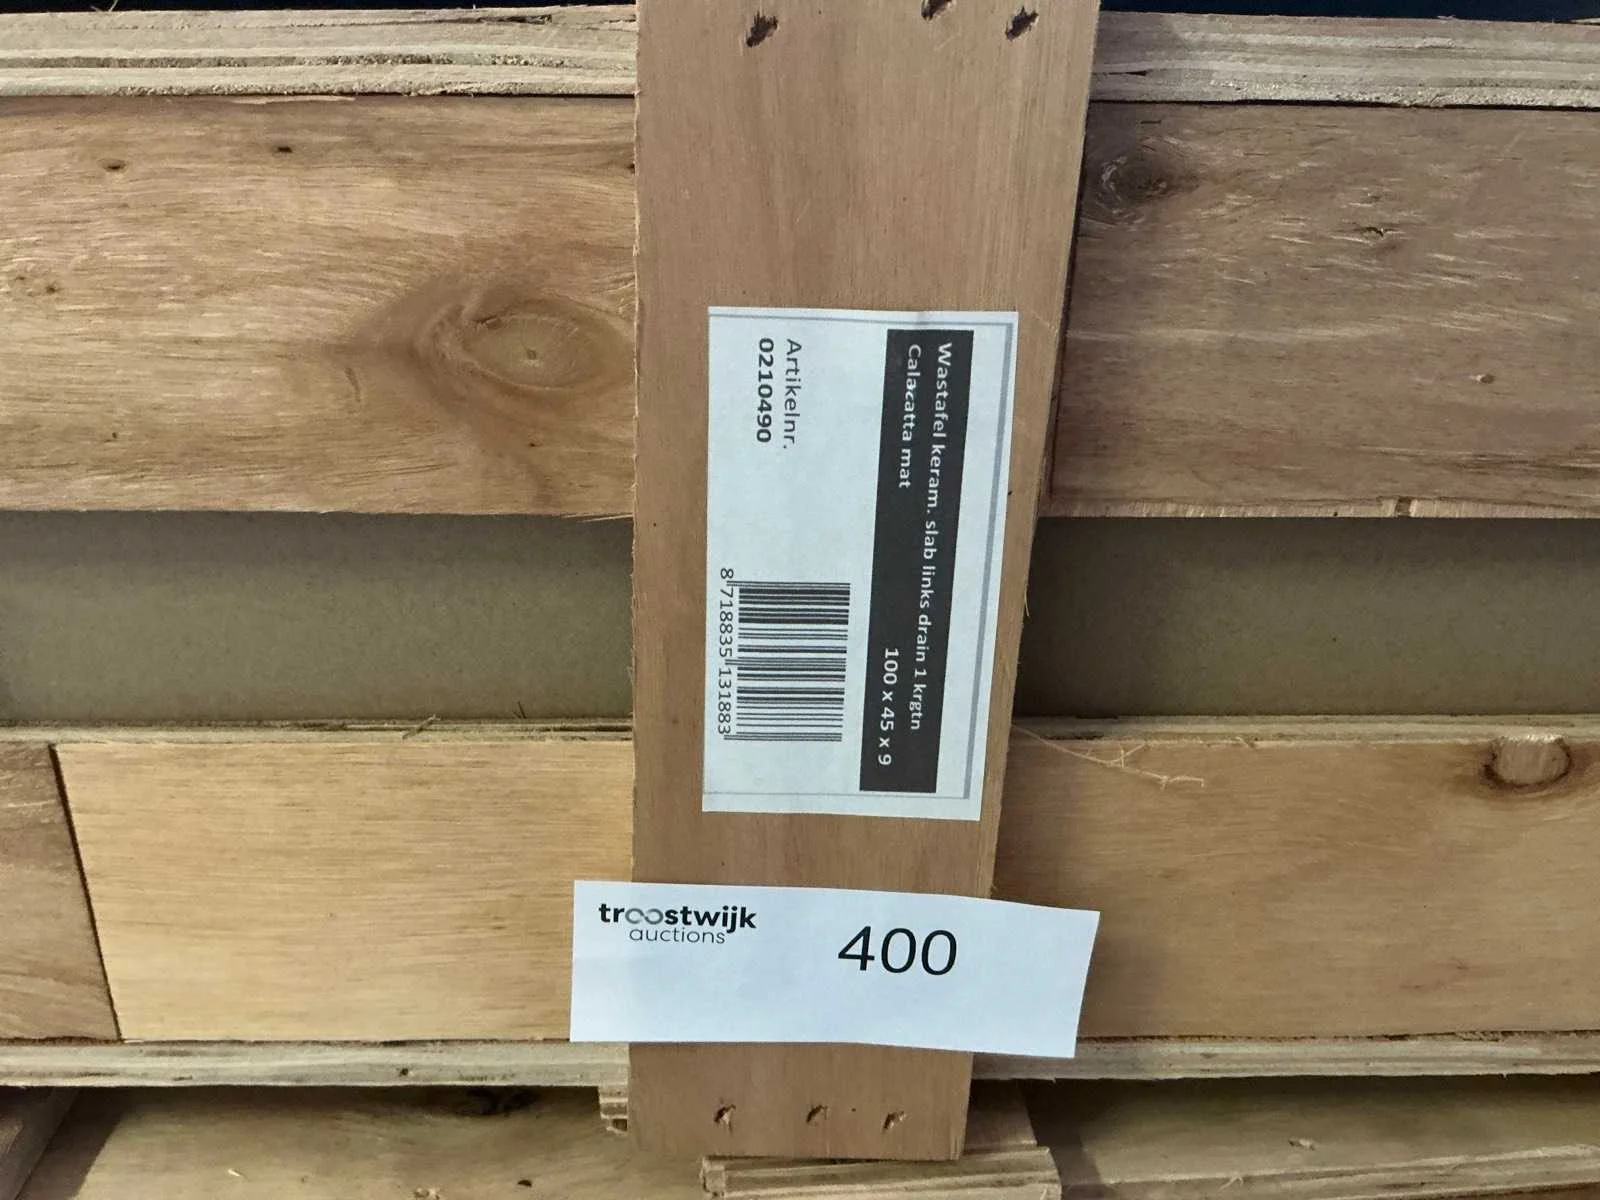 Wastafel keram. slab links drain 1 krgtn
Calacatta mat 100 x 45 x 9
Artikelnr.
0210490
8 718835 131883
troostwijk
auctions
400